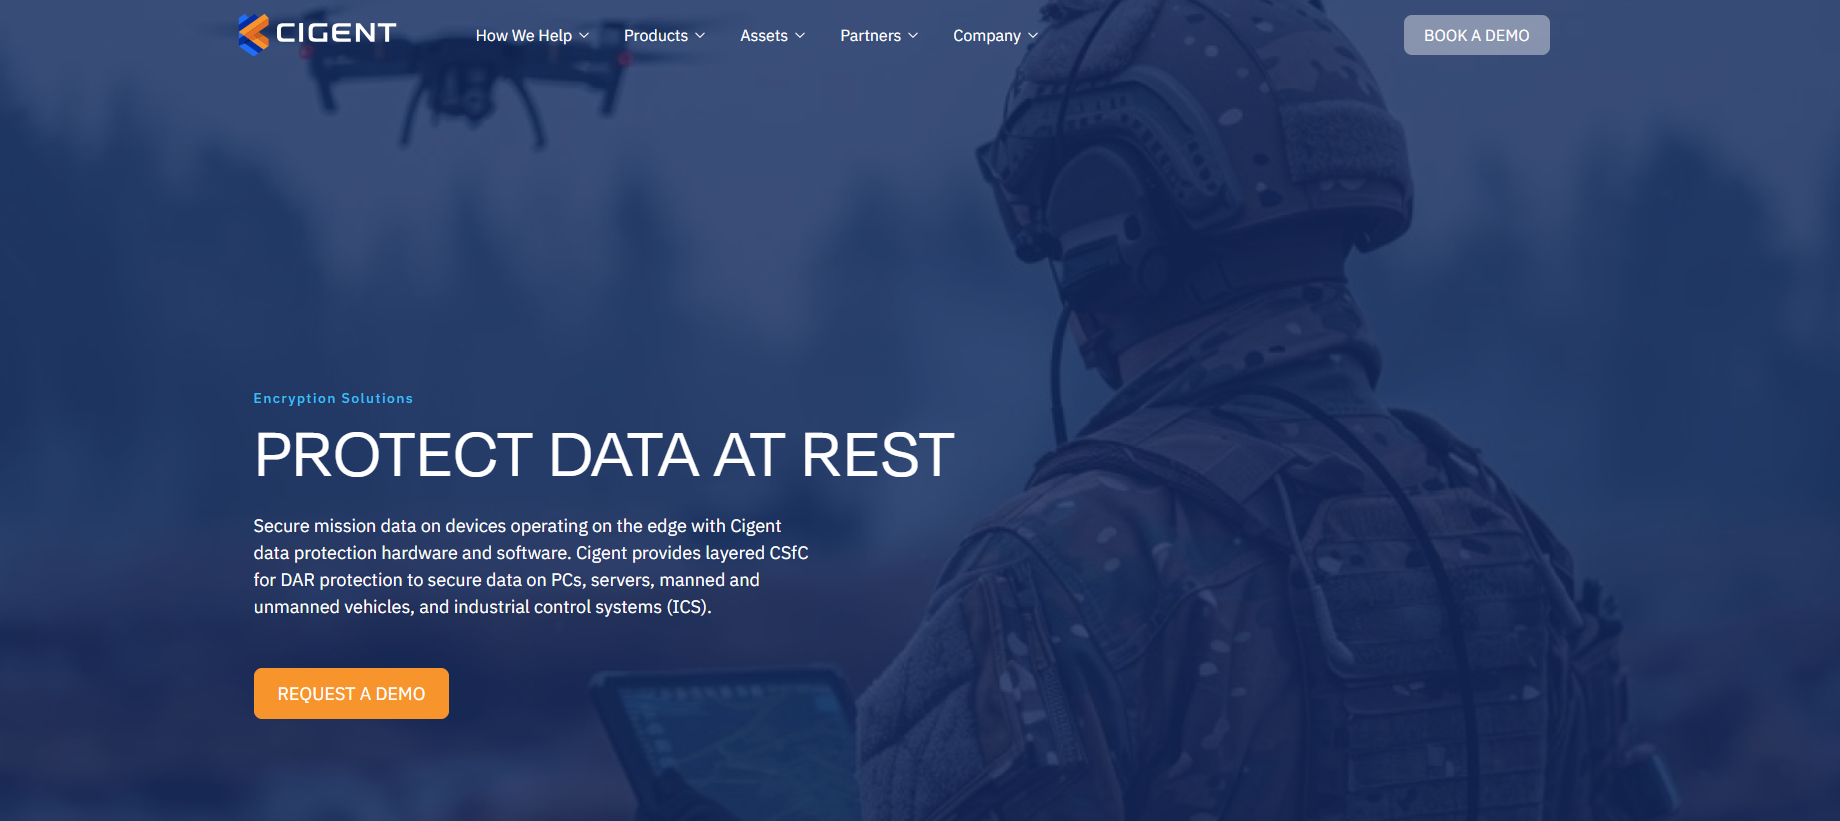 CIGENT
How We Help
Products
Assets
Partners
Company
BOOK A DEMO
Encryption Solutions
PROTECT DATA AT REST
Secure mission data on devices operating on the edge with Cigent
data protection hardware and software. Cigent provides layered CSfC
for DAR protection to secure data on PCs, servers, manned and
unmanned vehicles, and industrial control systems (ICS).
REQUEST A DEMO